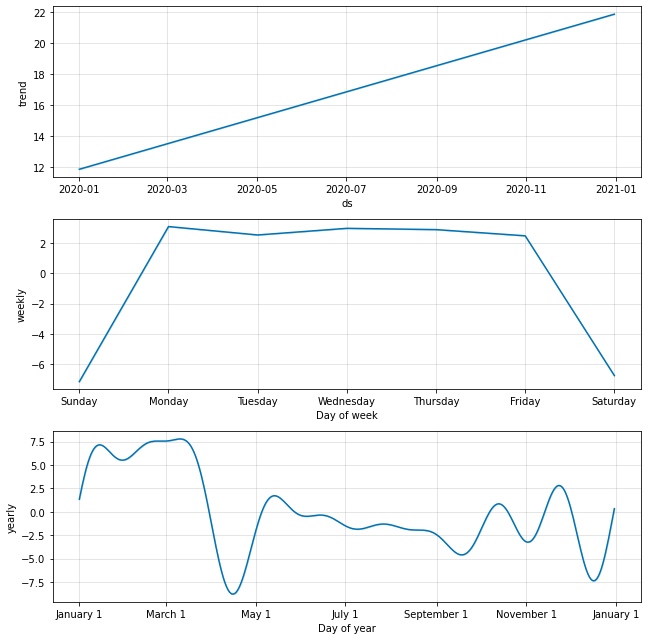 22
20
18
16
14
12
trend
2020-01 2020-03 2020-05 2020-07 2020-09 2020-11 2021-01
ds
2
0
−2
−4
−6
weekly
Sunday Monday Tuesday Wednesday Thursday Friday Saturday
Day of week
7.5
5.0
2.5
0.0
−2.5
−5.0
−7.5
yearly
January 1 March 1 May 1 July 1 September 1 November 1 January 1
Day of year